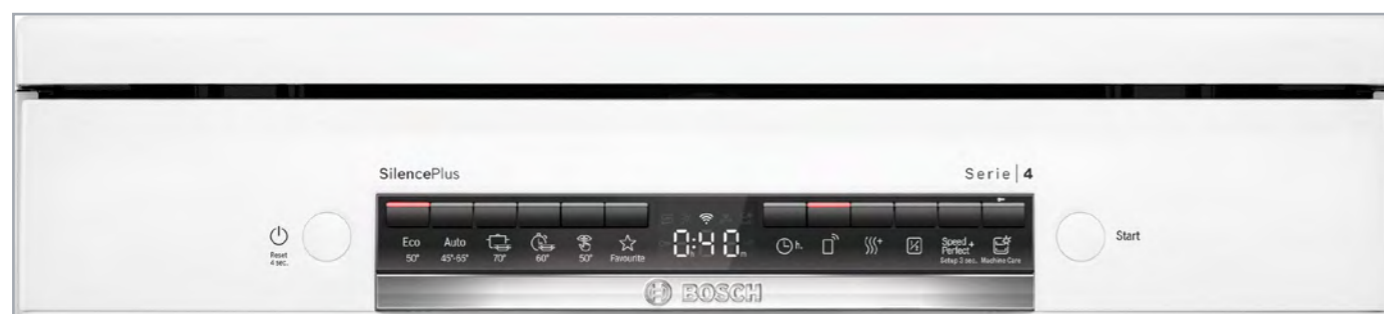 SilencePlus
Serie | 4
Reset
4 sec.
Eco
50°
Auto
45°-65°
70°
60°
50°
Favourite
0:40
h
m
h.
Speed +
Perfect
Setup 3 sec.
Machine Care
Start
BOSCH